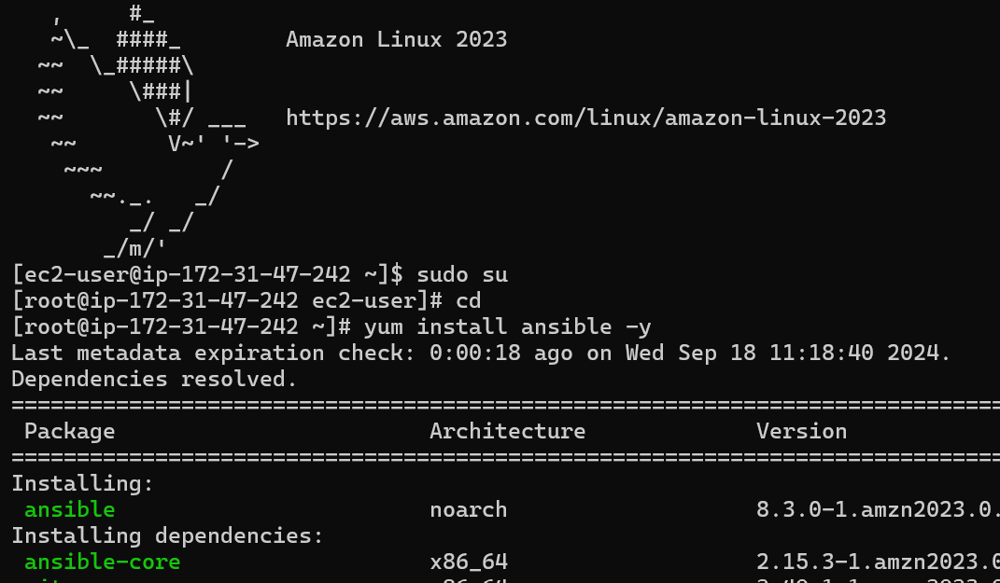 ,     #_
   ~\_  ####_        Amazon Linux 2023
  ~~  \_#####\
  ~~     \###|
  ~~       \#/ ___   https://aws.amazon.com/linux/amazon-linux-2023
   ~~       V~' '->
    ~~~         /
      ~~._.   _/
         _/ _/
       _/m/'
[ec2-user@ip-172-31-47-242 ~]$ sudo su
[root@ip-172-31-47-242 ec2-user]# cd
[root@ip-172-31-47-242 ~]# yum install ansible -y
Last metadata expiration check: 0:00:18 ago on Wed Sep 18 11:18:40 2024.
Dependencies resolved.
============================================================================
 Package                        Architecture             Version
============================================================================
Installing:
 ansible                        noarch                   8.3.0-1.amzn2023.0.
Installing dependencies:
 ansible-core                   x86_64                   2.15.3-1.amzn2023.0